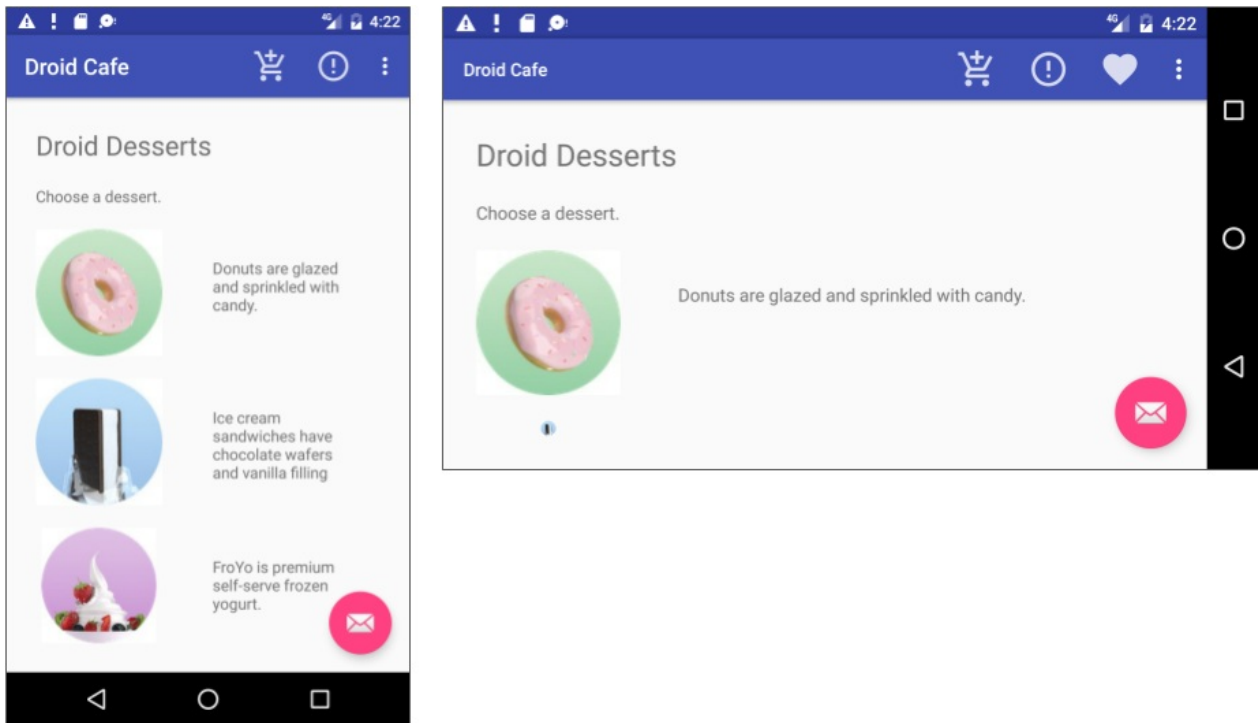 4G 4:22
Droid Cafe
Droid Desserts
Choose a dessert.
Donuts are glazed
and sprinkled with
candy.
Ice cream
sandwiches have
chocolate wafers
and vanilla filling
FroYo is premium
self-serve frozen
yogurt.
4G 4:22
Droid Cafe
Droid Desserts
Choose a dessert.
Donuts are glazed and sprinkled with candy.